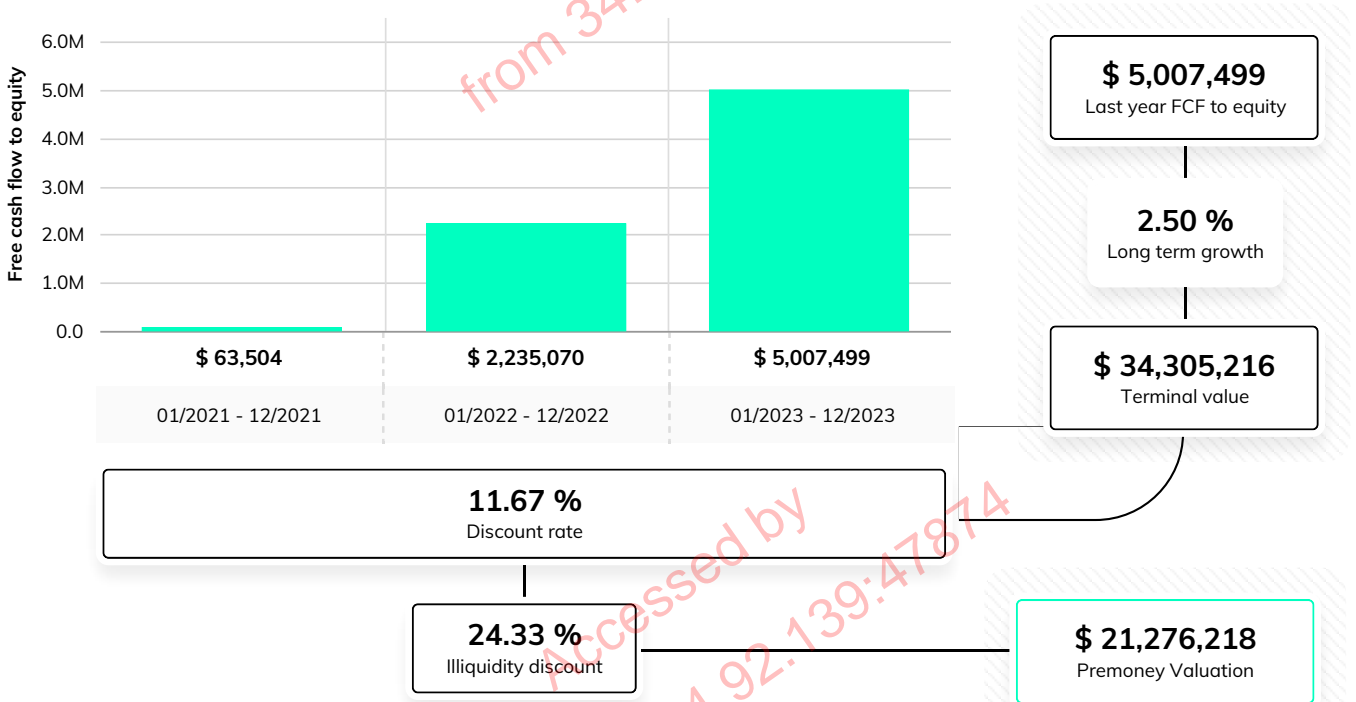 Free cash flow to equity
6.0M
5.0M
4.0M
3.0M
2.0M
1.0M
0.0
$ 63,504
$ 2,235,070
$ 5,007,499
01/2021 - 12/2021
01/2022 - 12/2022
01/2023 - 12/2023
$ 5,007,499
Last year FCF to equity
2.50 %
Long term growth
$ 34,305,216
Terminal value
11.67 %
Discount rate
24.33 %
Illiquidity discount
$ 21,276,218
Premoney Valuation
Accessed by
92.139:47874
from 34.